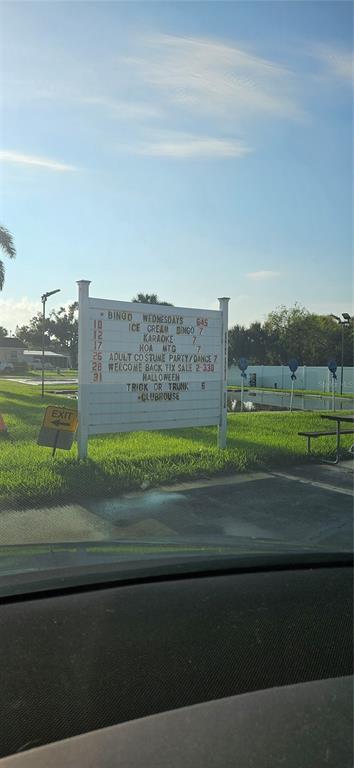 * BINGO WEDNESDAYS 645
10 ICE CREAM BINGO 7
12 KARAOKE 7
17 HOA MTG 7
26 ADULT COSTUME PARTY/DANCE 7
28 WELCOME BACK TIX SALE 2-330
31 HALLOWEEN
TRICK OR TRUNK 6
*CLUBHOUSE
EXIT